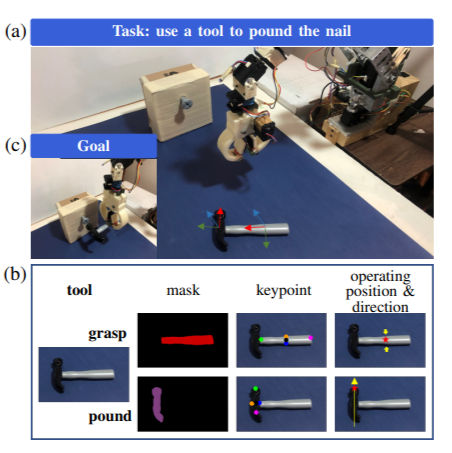 (a)
Task: use a tool to pound the nail
(c)
Goal
(b)
tool
mask
keypoint
operating
position &
direction
grasp
pound